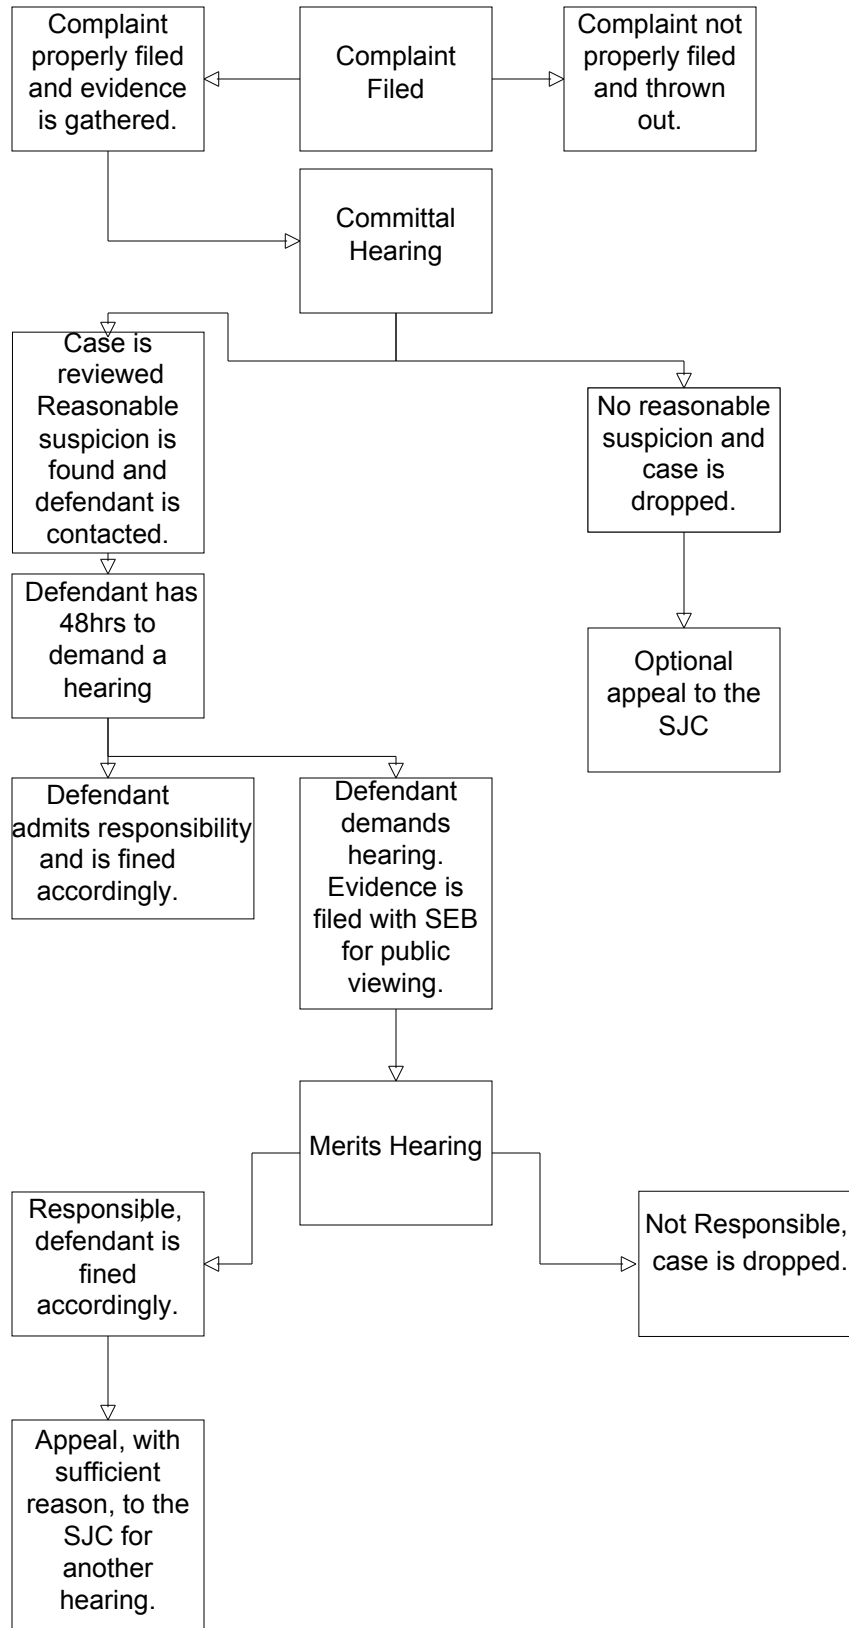 Complaint
properly filed
and evidence
is gathered.
Complaint
Filed
Complaint not
properly filed
and thrown
out.
Committal
Hearing
Case is
reviewed
Reasonable
suspicion is
found and
defendant is
contacted.
No reasonable
suspicion and
case is
dropped.
Defendant has
48hrs to
demand a
hearing
Optional
appeal to the
SJC
Defendant
admits responsibility
and is fined
accordingly.
Defendant
demands
hearing.
Evidence is
filed with SEB
for public
viewing.
Merits Hearing
Responsible,
defendant is
fined
accordingly.
Not Responsible,
case is dropped.
Appeal, with
sufficient
reason, to the
SJC for
another
hearing.